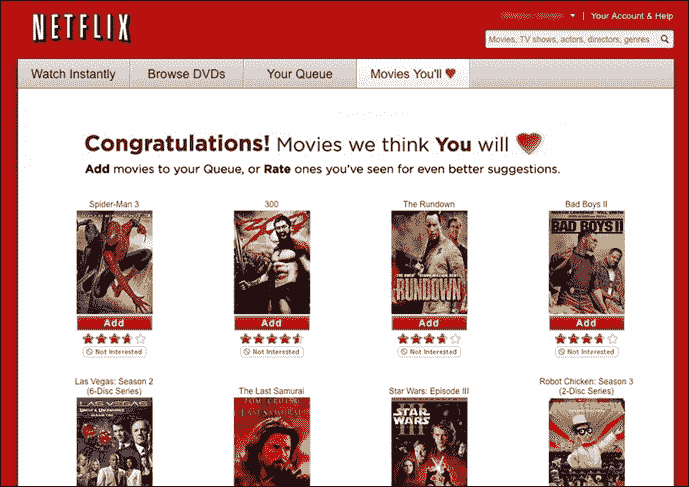 NETFLIX
Your Account & Help
Movies, TV shows, actors, directors, genres
Watch Instantly
Browse DVDs
Your Queue
Movies You'll
Congratulations! Movies we think You will
Add movies to your Queue, or Rate ones you've seen for even better suggestions.
Spider-Man 3
300
The Rundown
Bad Boys II
300
RUNDOWN
BAD BOYS II
Add
Add
Add
Add
Not Interested
Not Interested
Not Interested
Not Interested
Las Vegas: Season 2
(6-Disc Series)
The Last Samurai
Star Wars: Episode III
Robot Chicken: Season 3
(2-Disc Series)
LAS VEGAS
TOM CRUISE
LAST SAMURAI
STAR
WARS
III